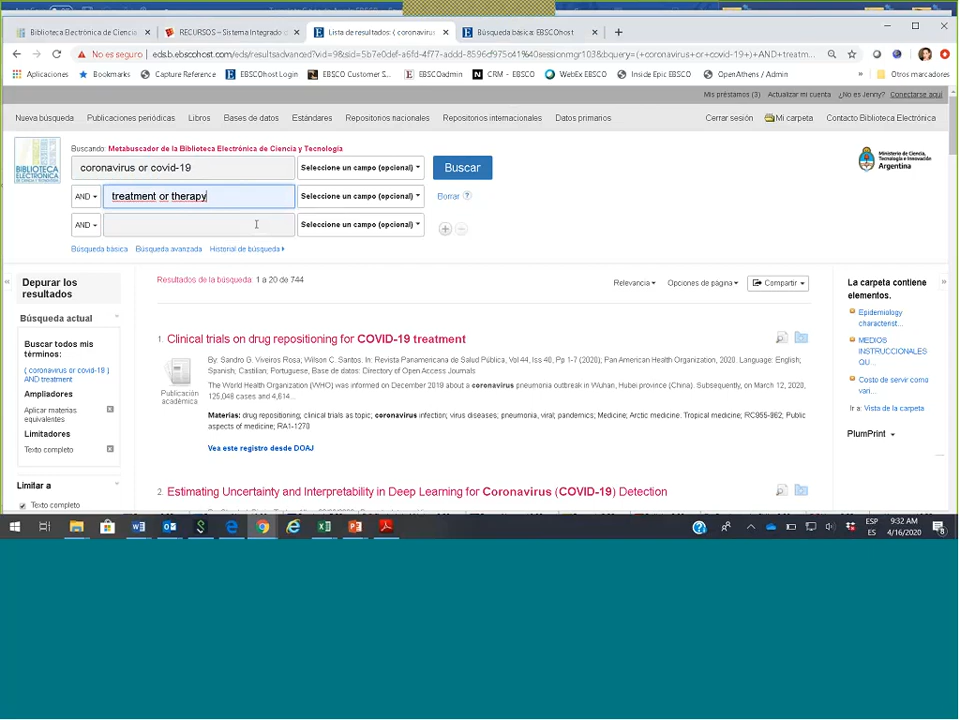 Biblioteca Electrónica de Ciencia
RECURSOS – Sistema Integrado d
Lista de resultados: ( coronavirus
Búsqueda básica: EBSCOhost
No es seguro | eds.b.ebscohost.com/eds/resultsadvanced?vid=9&sid=5b7e0def-a6fd-4f77-addd-8596cf975c41%40sessionmgr103&bquery=(+coronavirus+or+covid-19+)+AND+treatm...
Aplicaciones
Bookmarks
Capture Reference
EBSCOhost Login
EBSCO Customer S...
EBSCOadmin
CRM - EBSCO
WebEx EBSCO
Inside Epic EBSCO
OpenAthens / Admin
»
Otros marcadores
Mis préstamos (3) Actualizar mi cuenta ¿No es Jenny? Conectarse aquí
Nueva búsqueda Publicaciones periódicas Libros Bases de datos Estándares Repositorios nacionales Repositorios internacionales Datos primarios Cerrar sesión Mi carpeta Contacto Biblioteca Electrónica
BIBLIOTECA
ELECTRÓNICA
Buscando: Metabuscador de la Biblioteca Electrónica de Ciencia y Tecnología
coronavirus or covid-19 Seleccione un campo (opcional) Buscar
AND treatment or therapy Seleccione un campo (opcional) Borrar ?
AND Seleccione un campo (opcional)
Búsqueda básica Búsqueda avanzada Historial de búsqueda
Ministerio de Ciencia,
Tecnología e Innovación
Argentina
«
Depurar los
resultados
Búsqueda actual
Buscar todos mis
términos:
( coronavirus or covid-19 )
AND treatment
Ampliadores
Aplicar materias
equivalentes
Limitadores
Texto completo
Limitar a
Texto completo
Resultados de la búsqueda: 1 a 20 de 744
Relevancia Opciones de página Compartir
1. Clinical trials on drug repositioning for COVID-19 treatment
Publicación
académica
By: Sandro G. Viveiros Rosa; Wilson C. Santos. In: Revista Panamericana de Salud Pública, Vol 44, Iss 40, Pp 1-7 (2020); Pan American Health Organization, 2020. Language: English;
Spanish; Castilian; Portuguese, Base de datos: Directory of Open Access Journals
The World Health Organization (WHO) was informed on December 2019 about a coronavirus pneumonia outbreak in Wuhan, Hubei province (China). Subsequently, on March 12, 2020,
125,048 cases and 4,614...
Materias: drug repositioning; clinical trials as topic; coronavirus infection; virus diseases; pneumonia, viral; pandemics; Medicine; Arctic medicine. Tropical medicine; RC955-962; Public
aspects of medicine; RA1-1270
Vea este registro desde DOAJ
2. Estimating Uncertainty and Interpretability in Deep Learning for Coronavirus (COVID-19) Detection
La carpeta contiene
elementos.
»
Epidemiology
characterist...
MEDIOS
INSTRUCCIONALES
QU...
Costo de servir como
vari...
Ir a: Vista de la carpeta
PlumPrint
ESP
ES
9:32 AM
4/16/2020
8